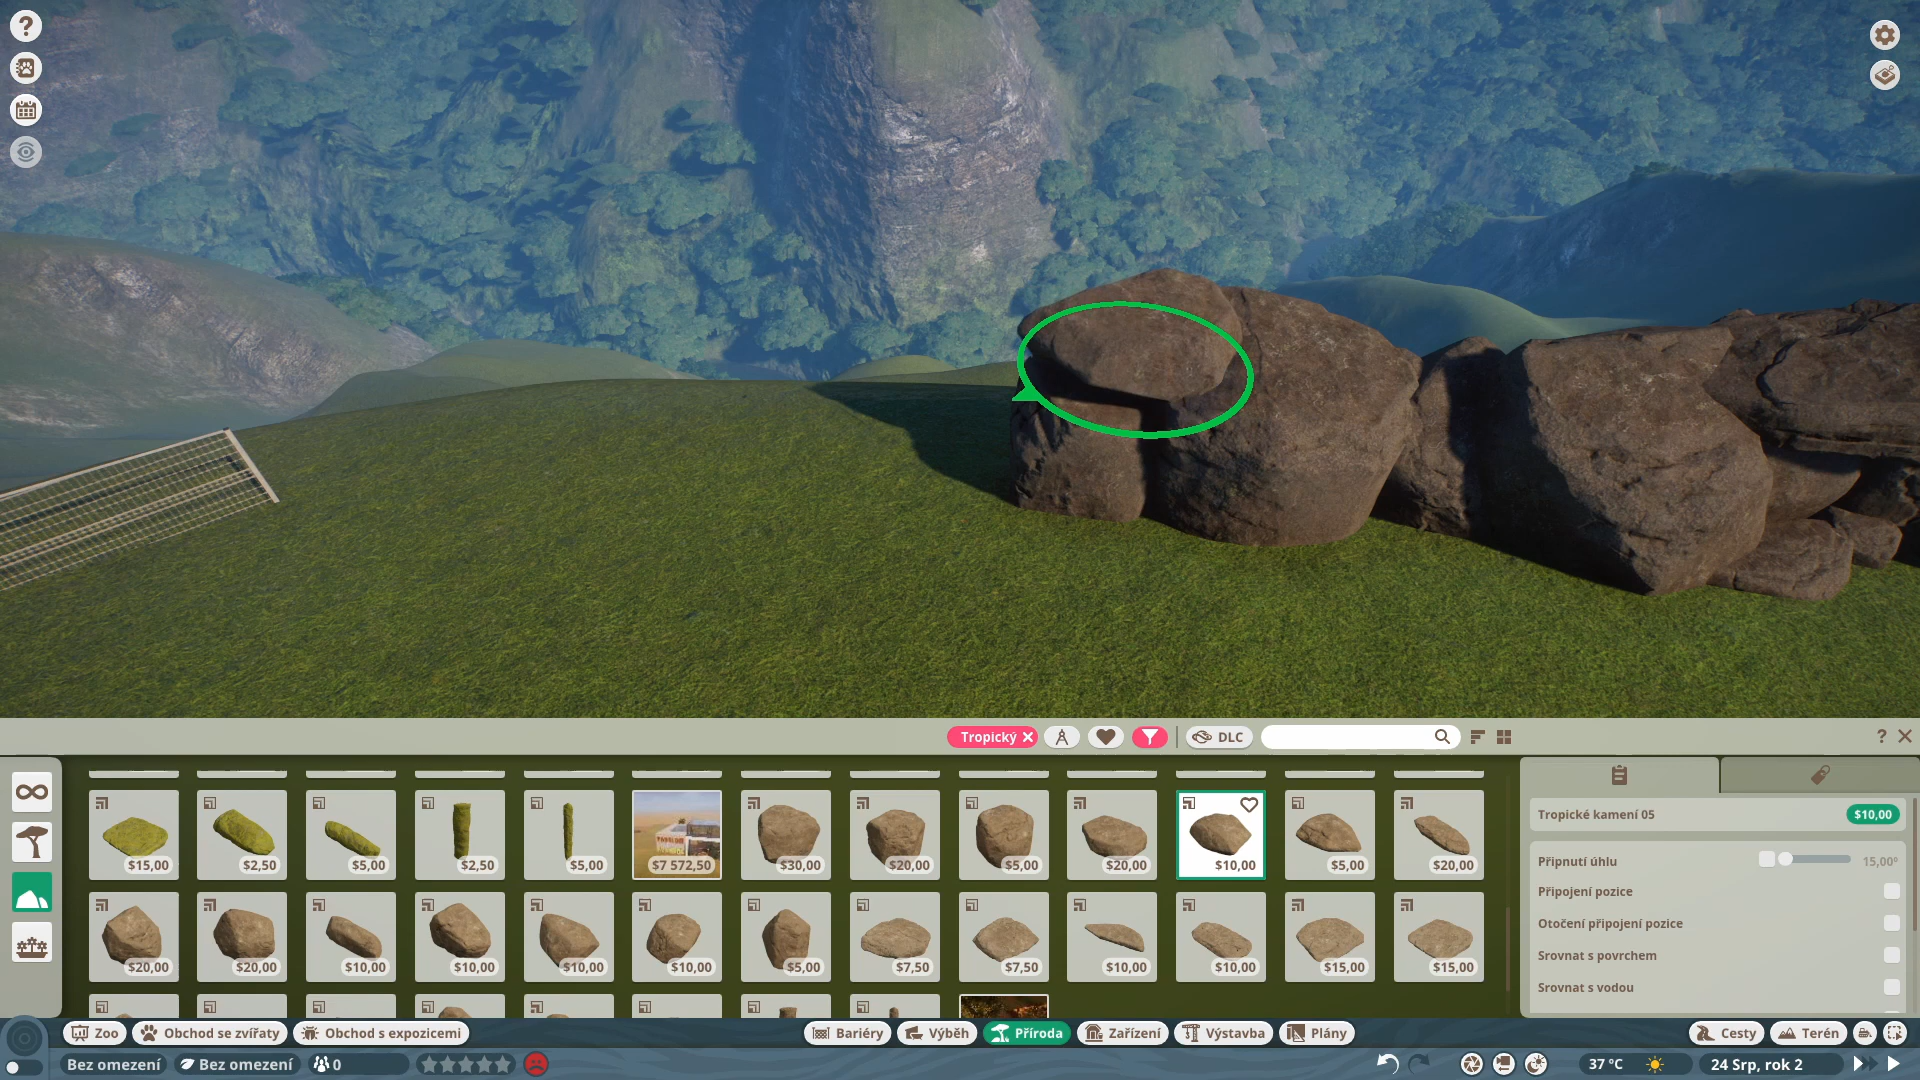 Tropický
DLC
?
$15,00 $2,50 $5,00 $2,50 $5,00 $7 572,50 $30,00 $20,00 $5,00 $20,00 $10,00 $5,00 $20,00
$20,00 $20,00 $10,00 $10,00 $10,00 $10,00 $5,00 $7,50 $7,50 $10,00 $10,00 $15,00 $15,00
Tropické kamení 05 $10,00
Připnutí úhlu 15,00°
Připojení pozice
Otočení připojení pozice
Srovnat s povrchem
Srovnat s vodou
Zoo Obchod se zvířaty Obchod s expozicemi Bariéry Výběh Příroda Zařízení Výstavba Plány Cesty Terén
Bez omezení Bez omezení 0 37 °C 24 Srp, rok 2